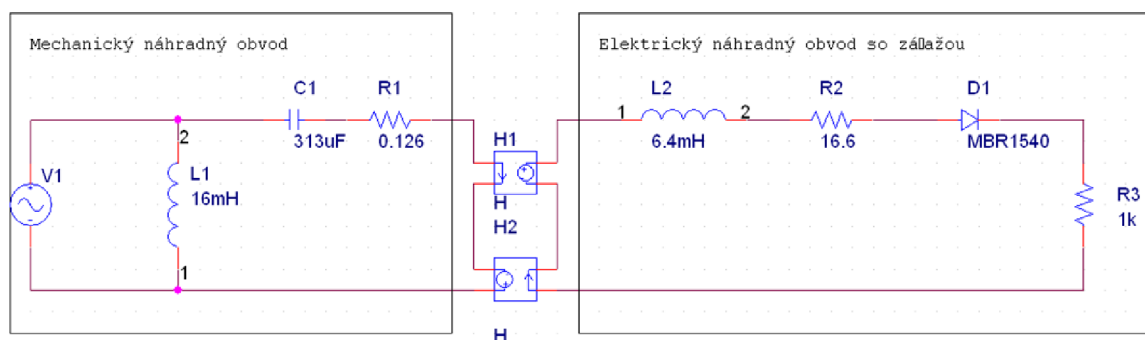 Mechanický náhradný obvod
Elektrický náhradný obvod so zá▯ažou
C1
R1
L2
R2
D1
1
2
313uF
0.126
H1
6.4mH
16.6
MBR1540
2
V1
L1
16mH
H
H2
R3
1k
1
H